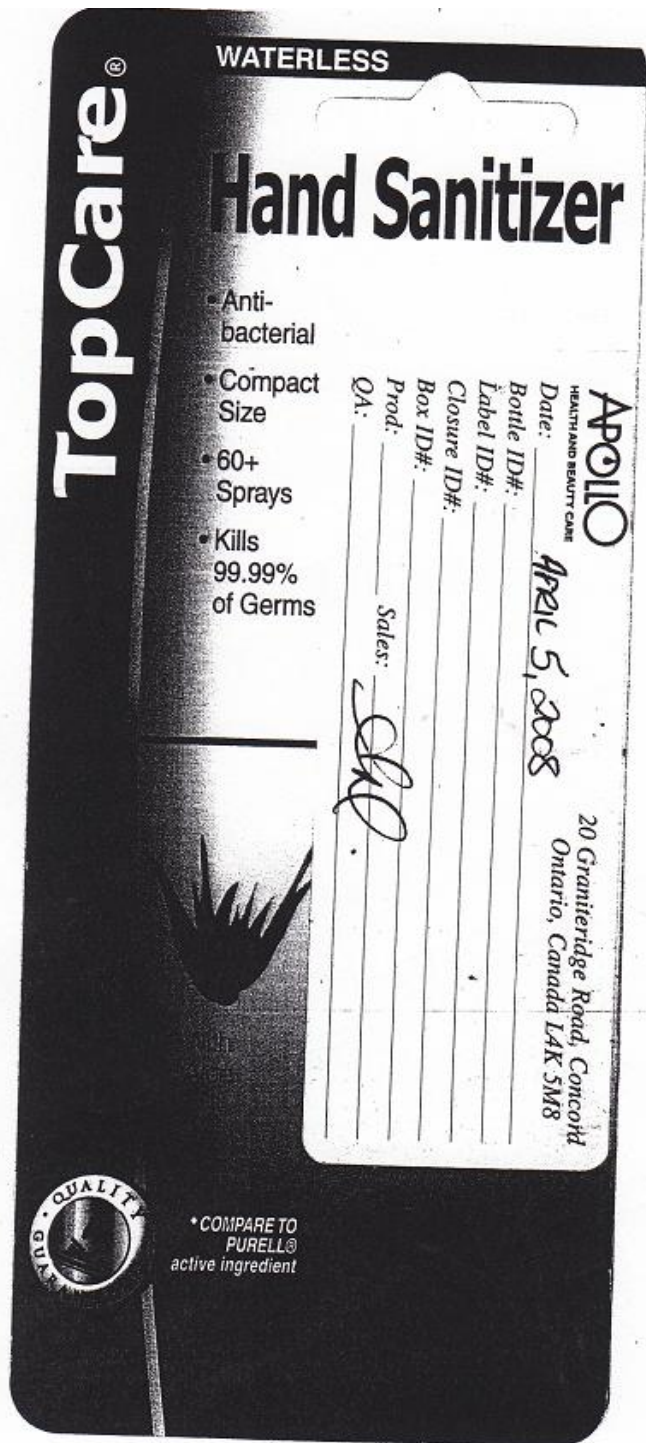 TopCare®
WATERLESS
Hand Sanitizer
• Anti-
bacterial
• Compact
Size
• 60+
Sprays
• Kills
99.99%
of Germs
APOLLO
HEALTH AND BEAUTY CARE
20 Graniteridge Road, Concord
Ontario, Canada L4K 5M8
Date: APRIL 5, 2008
Bottle ID#:
Label ID#:
Closure ID#:
Box ID#:
Prod: Sales:
QA:
• QUALITY
*COMPARE TO
PURELL®
active ingredient